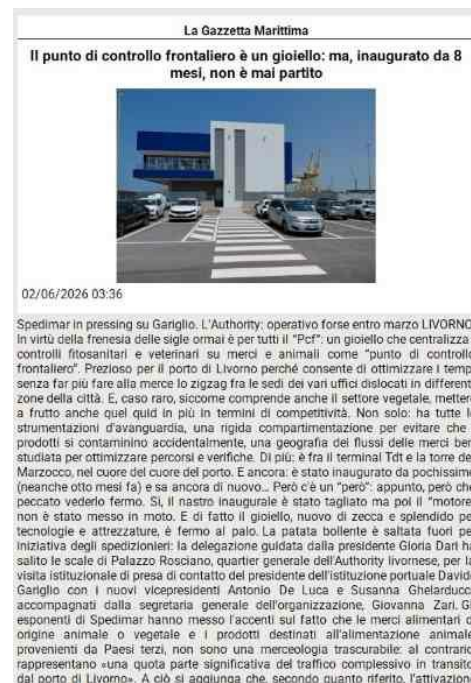 La Gazzetta Marittima
Il punto di controllo frontaliero è un gioiello: ma, inaugurato da 8
mesi, non è mai partito
02/06/2026 03:36
Spedimar in pressing su Gariglio. L'Authority: operativo forse entro marzo LIVORNO
In virtù della frenesia delle sigle ormai è per tutti il "Pcf": un gioiello che centralizza
controlli fitosanitari e veterinari su merci e animali come "punto di controllo
frontaliero". Prezioso per il porto di Livorno perché consente di ottimizzare i temp
senza far più fare alla merce lo zigzag fra le sedi dei vari uffici dislocati in different
zone della città. E, caso raro, siccome comprende anche il settore vegetale, metter
a frutto anche quel quid in più in termini di competitività. Non solo: ha tutte l
strumentazioni d'avanguardia, una rigida compartimentazione per evitare che
prodotti si contaminino accidentalmente, una geografia dei flussi delle merci ben
studiata per ottimizzare percorsi e verifiche. Di più: è fra il terminal Tdt e la torre de
Marzocco, nel cuore del cuore del porto. E ancora: è stato inaugurato da pochissime
(neanche otto mesi fa) e sa ancora di nuovo... Però c'è un "però": appunto, però che
peccato vederlo fermo. Sì, il nastro inaugurale è stato tagliato ma poi il "motore
non è stato messo in moto. E di fatto il gioiello, nuovo di zecca e splendido pe
tecnologie e attrezzature, è fermo al palo. La patata bollente è saltata fuori pe
iniziativa degli spedizionieri: la delegazione guidata dalla presidente Gloria Dari h
salito le scale di Palazzo Rosciano, quartier generale dell'Authority livornese, per l
visita istituzionale di presa di contatto del presidente dell'istituzione portuale David
Gariglio con i nuovi vicepresidenti Antonio De Luca e Susanna Ghelarducc
accompagnati dalla segretaria generale dell'organizzazione, Giovanna Zari. G
esponenti di Spedimar hanno messo l'accenti sul fatto che le merci alimentari d
origine animale o vegetale e i prodotti destinati all'alimentazione animale
provenienti da Paesi terzi, non sono una merceologia trascurabile: al contrario
rappresentano «una quota parte significativa del traffico complessivo in transito
dal porto di Livorno». A ciò si aggiunga che, secondo quanto riferito, l'attivazion